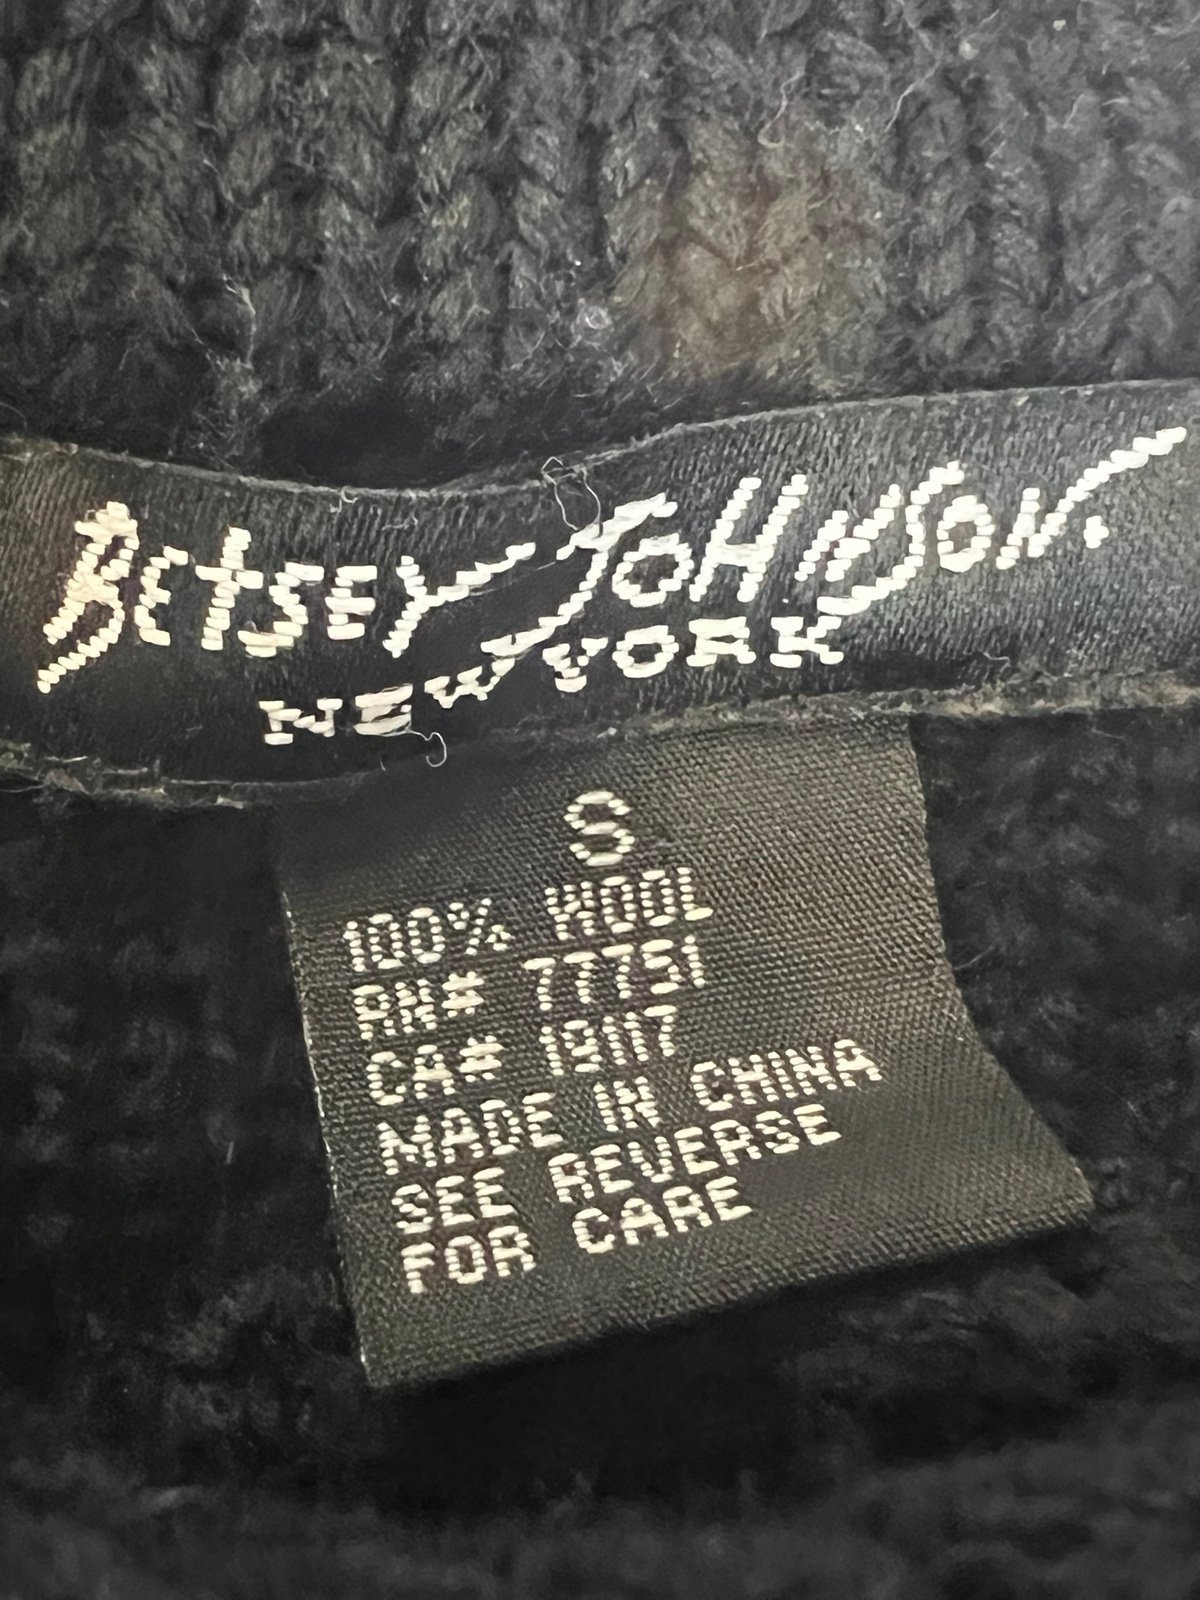 BETSEY JOHNSON.
NEW YORK
S
100% WOOL
RN# 77751
CA# 19117
MADE IN CHINA
SEE REVERSE
FOR CARE